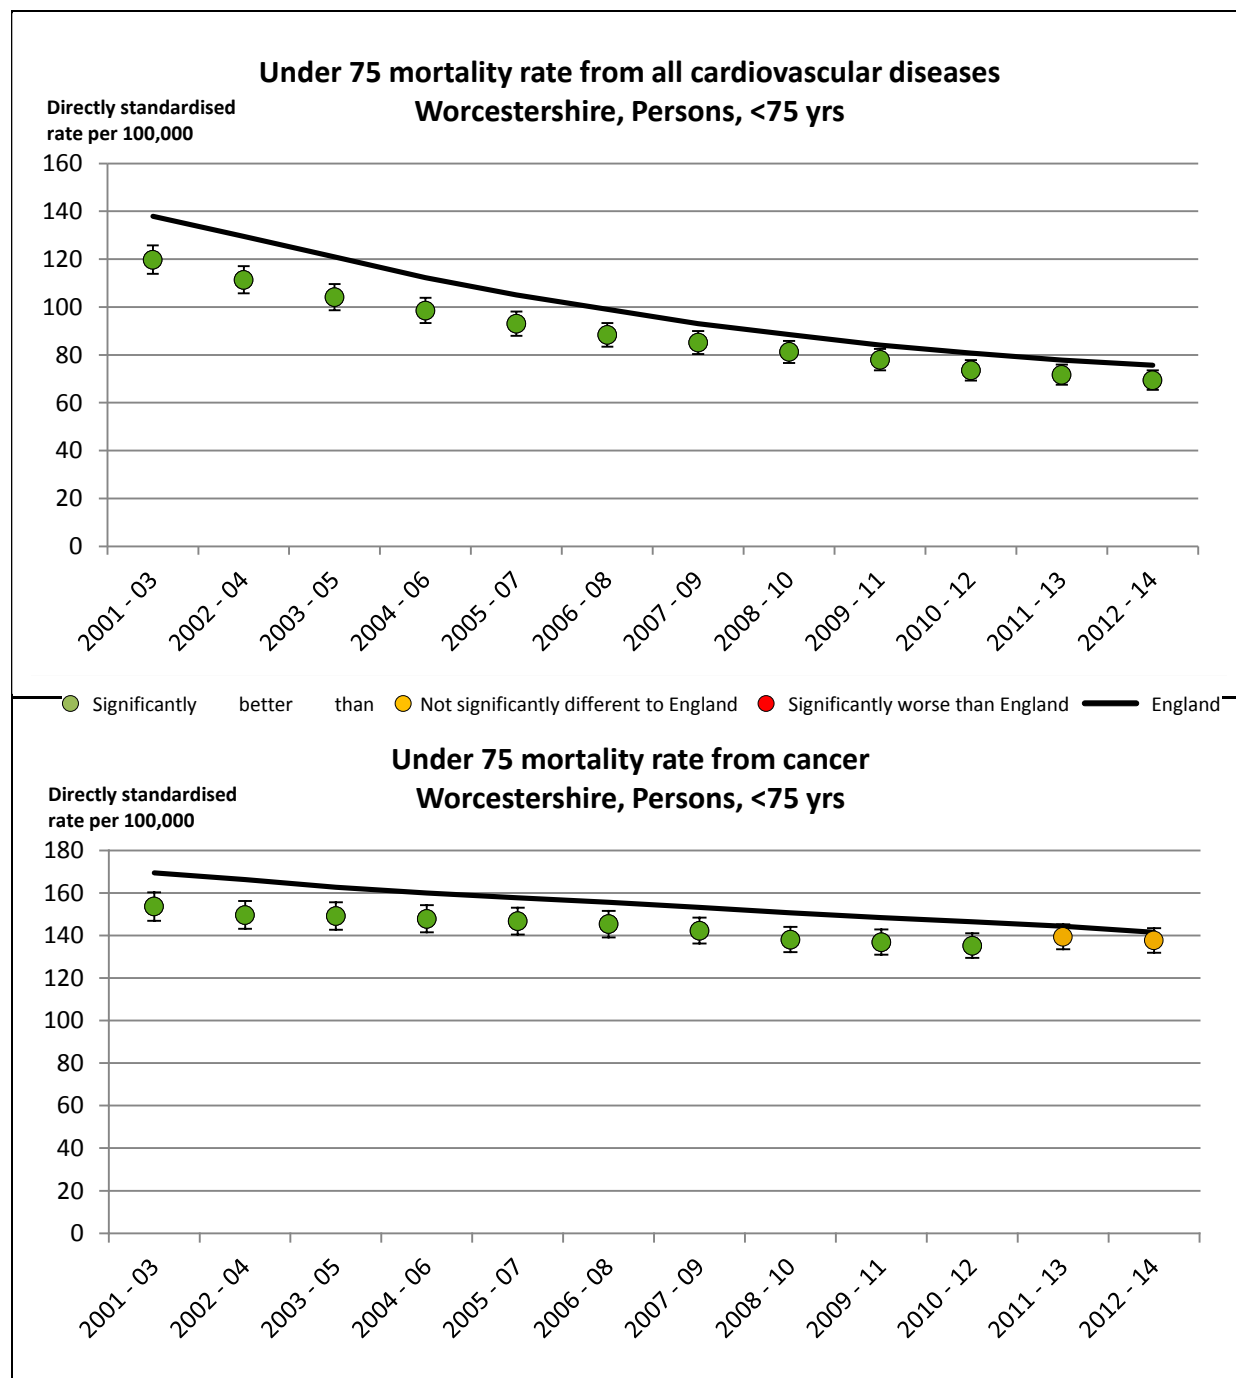 Under 75 mortality rate from all cardiovascular diseases
Worcestershire, Persons, <75 yrs
Directly standardised
rate per 100,000
160
140
120
100
80
60
40
20
0
2001 - 03
2002 - 04
2003 - 05
2004 - 06
2005 - 07
2006 - 08
2007 - 09
2008 - 10
2009 - 11
2010 - 12
2011 - 13
2012 - 14
Significantly better than
Not significantly different to England
Significantly worse than England
England
Under 75 mortality rate from cancer
Worcestershire, Persons, <75 yrs
Directly standardised
rate per 100,000
180
160
140
120
100
80
60
40
20
0
2001 - 03
2002 - 04
2003 - 05
2004 - 06
2005 - 07
2006 - 08
2007 - 09
2008 - 10
2009 - 11
2010 - 12
2011 - 13
2012 - 14